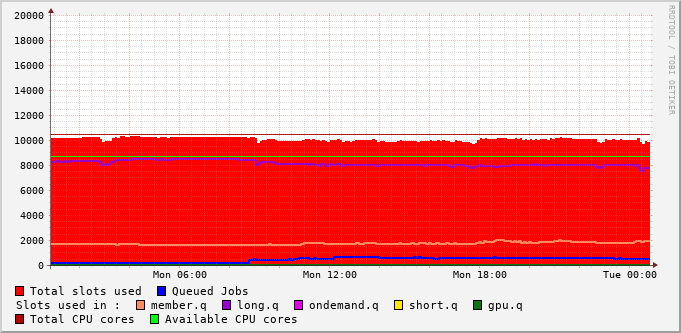 RRDTOOL / TOBI OETIKER
20000
18000
16000
14000
12000
10000
8000
6000
4000
2000
0
Mon 06:00 Mon 12:00 Mon 18:00 Tue 00:00
Total slots used Queued Jobs
Slots used in : member.q long.q ondemand.q short.q gpu.q
Total CPU cores Available CPU cores